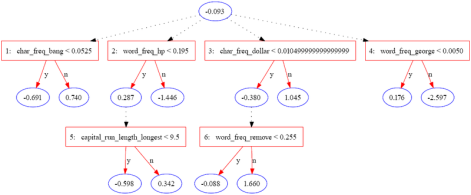 -0.093
1: char_freq_bang < 0.0525
2: word_freq_hp < 0.195
3: char_freq_dollar < 0.010499999999999999
4: word_freq_george < 0.0050
y n y n y n y n
-0.691 0.740 0.287 -1.446 -0.380 1.045 0.176 -2.597
5: capital_run_length_longest < 9.5
6: word_freq_remove < 0.255
y n y n
-0.598 0.342 -0.088 1.660